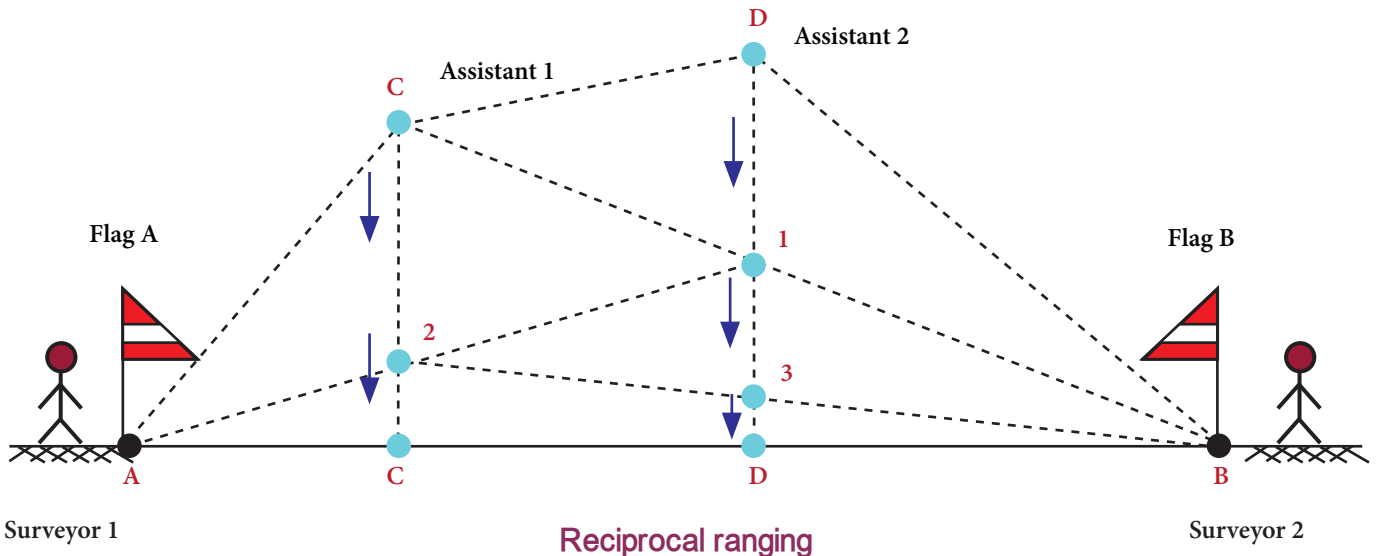 D
Assistant 2
Assistant 1
C
Flag A
1
Flag B
2
3
A
C
D
B
Surveyor 1
Reciprocal ranging
Surveyor 2